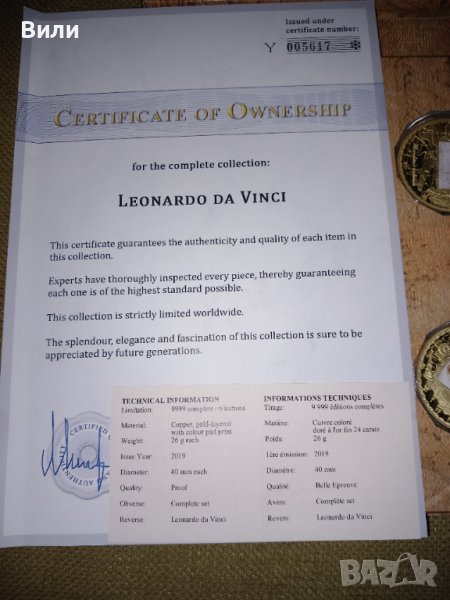 Вили
Issued under
certificate number:
Y 005617 ✻
CERTIFICATE OF OWNERSHIP
for the complete collection:
LEONARDO DA VINCI
This certificate guarantees the authenticity and quality of each item in
this collection.
Experts have thoroughly inspected every piece, thereby guaranteeing
each one is of the highest standard possible.
This collection is strictly limited worldwide.
The splendour, elegance and fascination of this collection is sure to be
appreciated by future generations.
TECHNICAL INFORMATION
Limitation: 9999 complete collections
Material: Copper, gold-layered
with colour pad print
Weight: 26 g each
Issue Year: 2019
Diameter: 40 mm each
Quality: Proof
Obverse: Complete set
Reverse: Leonardo da Vinci
INFORMATIONS TECHNIQUES
Tirage: 9 999 éditions complètes
Matière: Cuivre coloré
doré à l'or fin 24 carats
Poids: 26 g
1ère émission: 2019
Diamètre: 40 mm
Qualité: Belle Epreuve
Avers: Complete set
Revers: Leonardo da Vinci
CERTIFIED
AUTHENTICITY
BAZAR